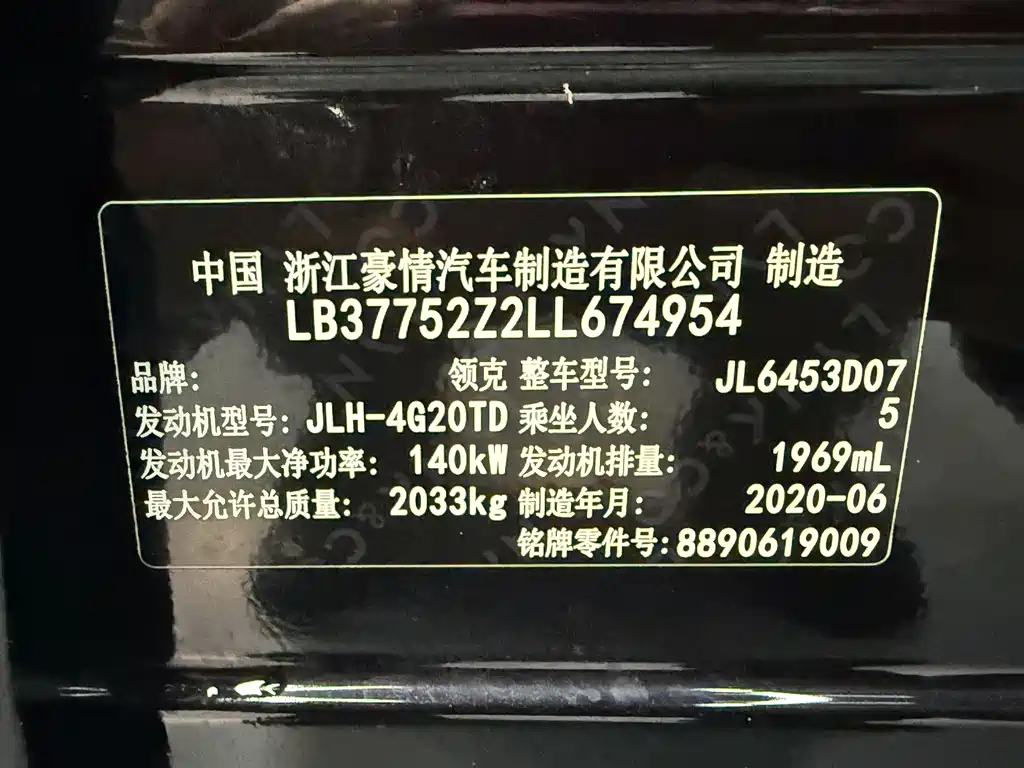 中国 浙江豪情汽车制造有限公司 制造
LB37752Z2LL674954
品牌: 领克 整车型号: JL6453D07
发动机型号: JLH-4G20TD 乘坐人数: 5
发动机最大净功率: 140kW 发动机排量: 1969mL
最大允许总质量: 2033kg 制造年月: 2020-06
铭牌零件号:8890619009